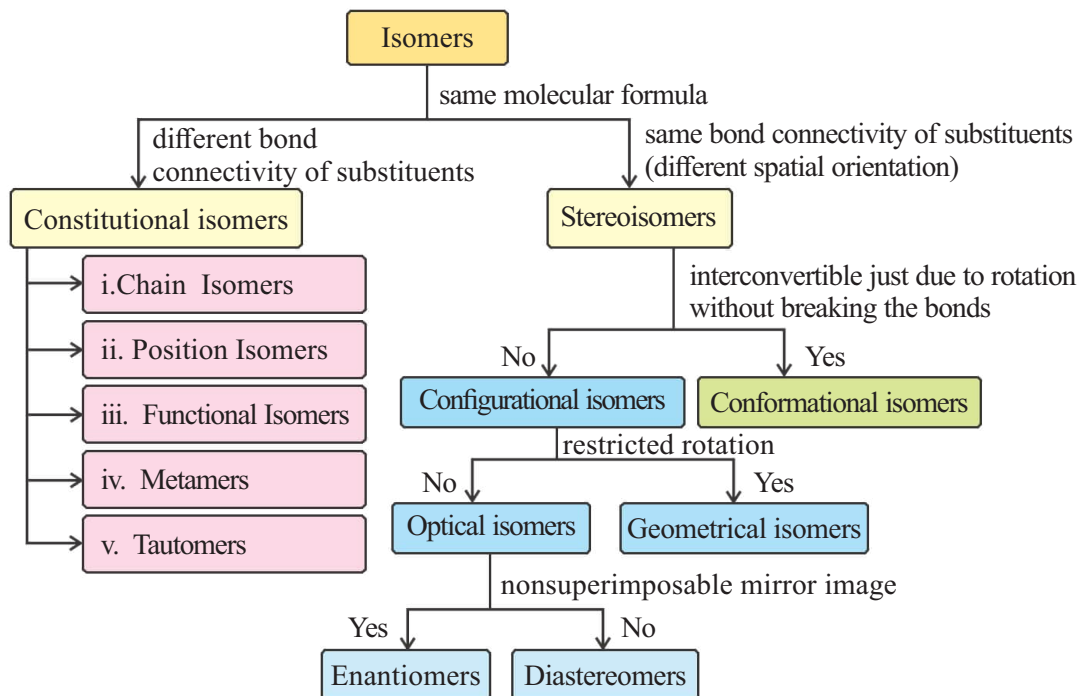 Isomers
same molecular formula
different bond
connectivity of substituents
same bond connectivity of substituents
(different spatial orientation)
Constitutional isomers
Stereoisomers
i.Chain Isomers
ii. Position Isomers
iii. Functional Isomers
iv. Metamers
v. Tautomers
interconvertible just due to rotation
without breaking the bonds
No
Yes
Configurational isomers
Conformational isomers
restricted rotation
No
Yes
Optical isomers
Geometrical isomers
nonsuperimposable mirror image
Yes
No
Enantiomers
Diastereomers